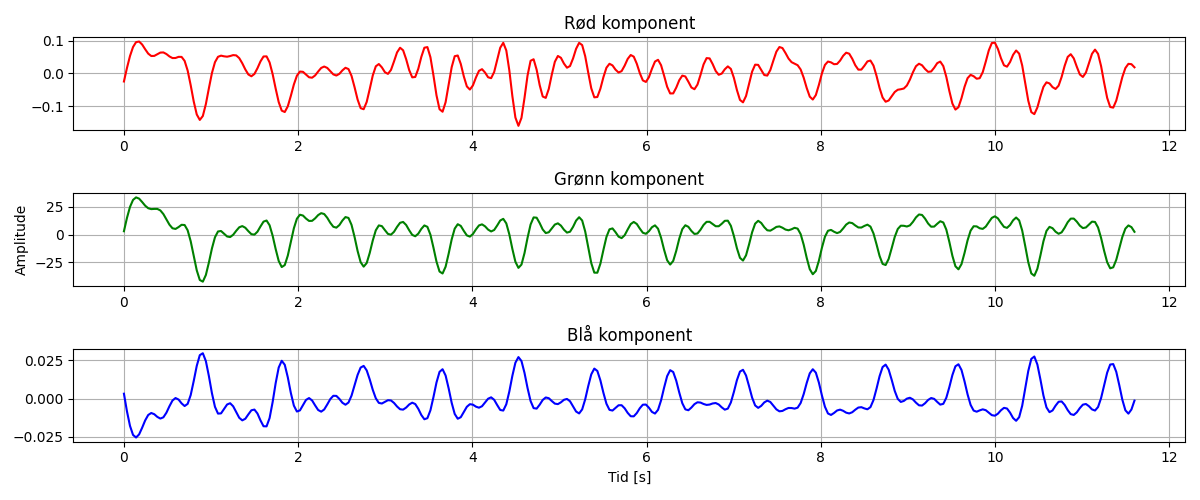 Rød komponent
0.1
0.0
−0.1
0 2 4 6 8 10 12
Grønn komponent
Amplitude
25
0
−25
0 2 4 6 8 10 12
Blå komponent
0.025
0.000
−0.025
0 2 4 6 8 10 12
Tid [s]